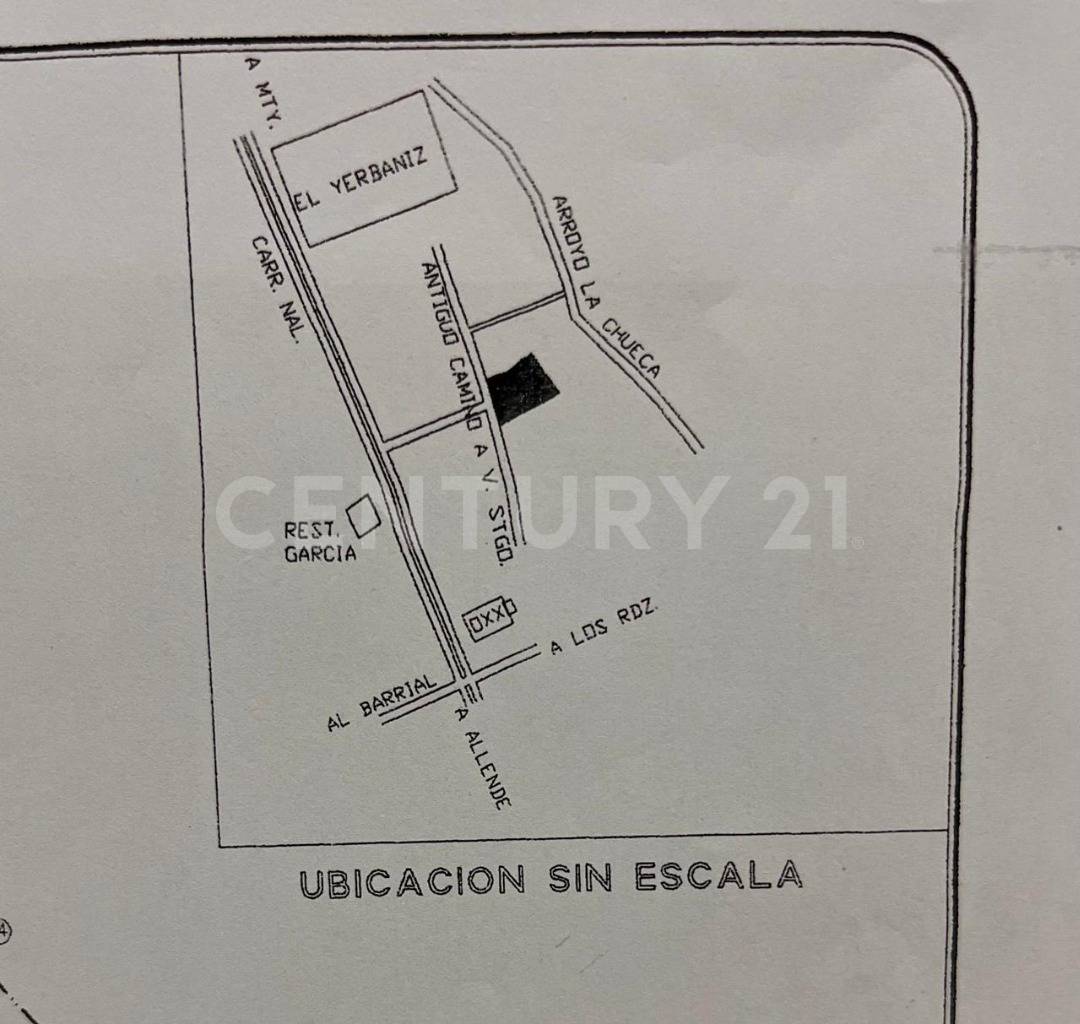 A MTY.
EL YERBANIZ
CARR. NAL.
ARROYO LA CHUECA
ANTIGUO CAMINO A V. STGO.
CENTURY 21
REST.
GARCIA
OXXO
A LOS RDZ.
AL BARRIAL
A ALLENDE
UBICACION SIN ESCALA
4